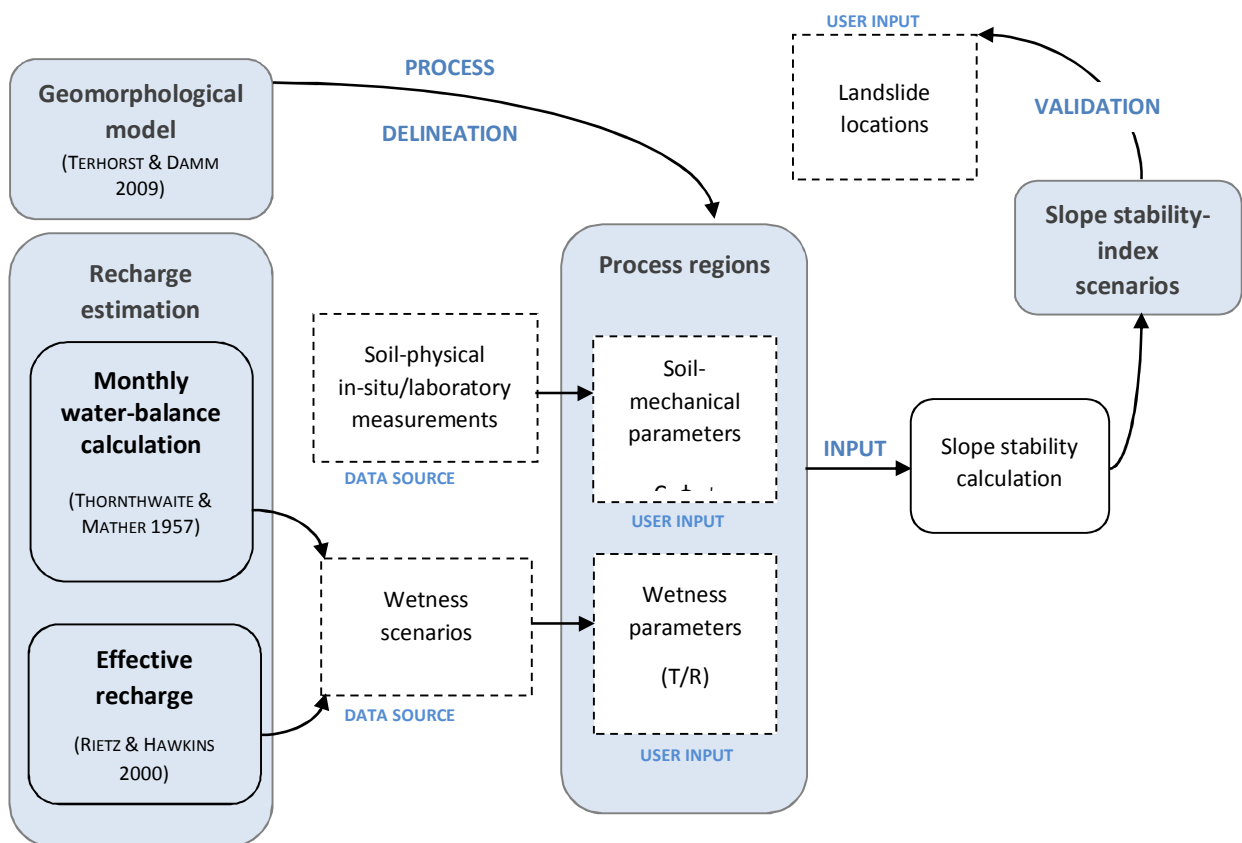 USER INPUT
Landslide
locations
VALIDATION
PROCESS
DELINEATION
Geomorphological
model
(TERHORST & DAMM
2009)
Slope stability-
index
scenarios
Recharge
estimation
Monthly
water-balance
calculation
(THORNTHWAITE &
MATHER 1957)
Effective
recharge
(RIETZ & HAWKINS
2000)
Soil-physical
in-situ/laboratory
measurements
DATA SOURCE
Wetness
scenarios
DATA SOURCE
Process regions
Soil-
mechanical
parameters
USER INPUT
Wetness
parameters
(T/R)
USER INPUT
INPUT
Slope stability
calculation